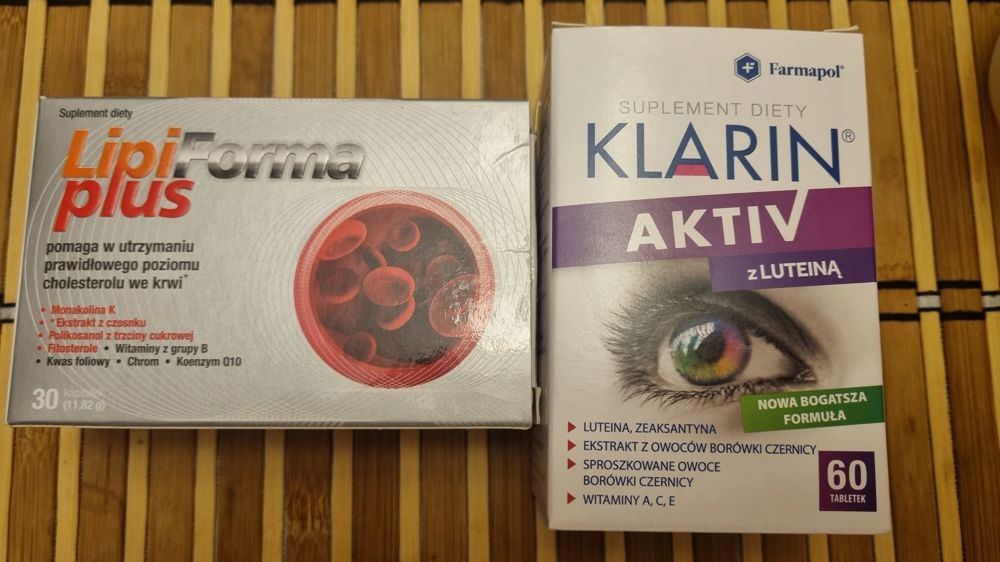 Suplement diety
LipiForma
plus
pomaga w utrzymaniu
prawidłowego poziomu
cholesterolu we krwi*
• Monakolina K
• *Ekstrakt z czosnku
• Polikosanol z trzciny cukrowej
• Fitosterole • Witaminy z grupy B
• Kwas foliowy • Chrom • Koenzym Q10
30 kapsułek
(11,82 g)
Farmapol®
SUPLEMENT DIETY
KLARIN®
AKTIV
z LUTEINĄ
NOWA BOGATSZA
FORMUŁA
LUTEINA, ZEAKSANTYNA
EKSTRAKT Z OWOCÓW BORÓWKI CZERNICY
SPROSZKOWANE OWOCE
BORÓWKI CZERNICY
WITAMINY A, C, E
60
TABLETEK